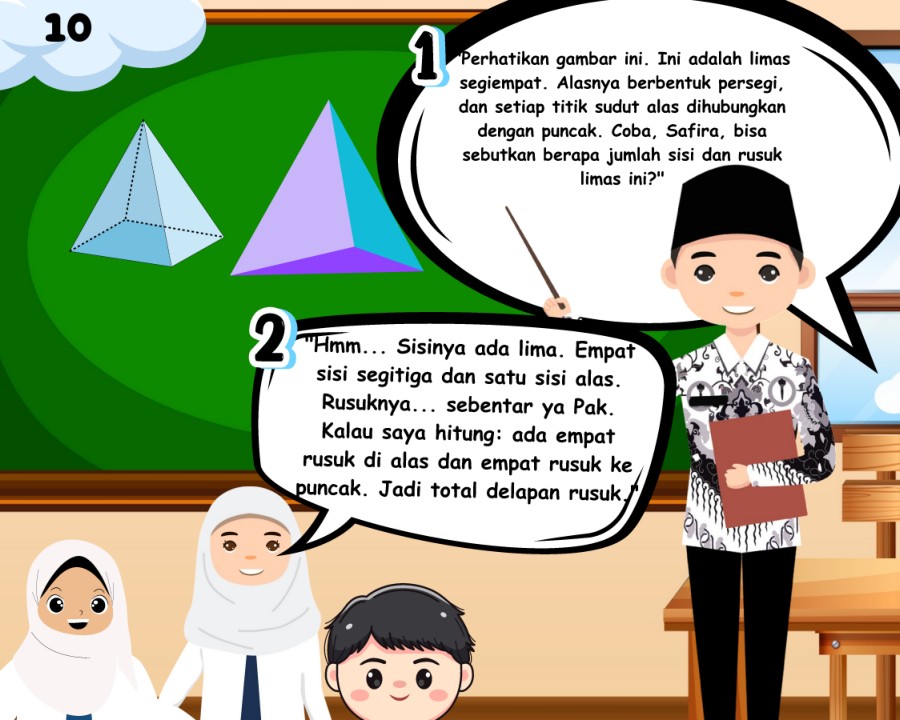 10
1
"Perhatikan gambar ini. Ini adalah limas
segiempat. Alasnya berbentuk persegi,
dan setiap titik sudut alas dihubungkan
dengan puncak. Coba, Safira, bisa
sebutkan berapa jumlah sisi dan rusuk
limas ini?"
2
"Hmm... Sisinya ada lima. Empat
sisi segitiga dan satu sisi alas.
Rusuknya... sebentar ya Pak.
Kalau saya hitung: ada empat
rusuk di alas dan empat rusuk ke
puncak. Jadi total delapan rusuk."